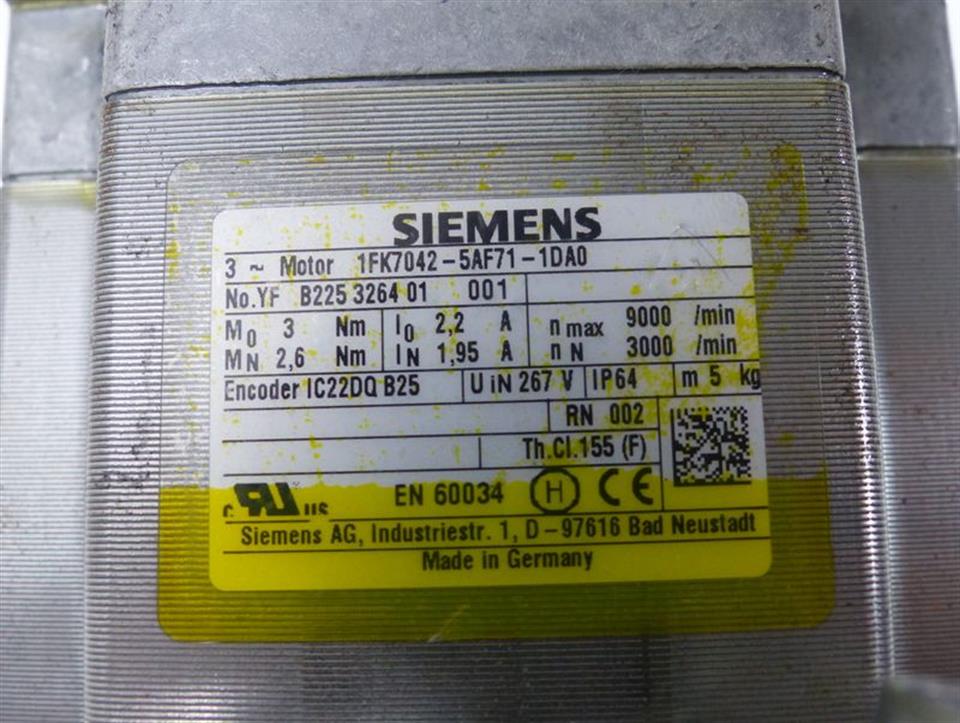 SIEMENS
3 ~ Motor 1FK7042-5AF71-1DA0
No.YF B225 3264 01 001
M0 3 Nm I0 2,2 A n max 9000 /min
MN 2,6 Nm IN 1,95 A n N 3000 /min
Encoder IC22DQ B25 U iN 267 V IP64 m 5 kg
RN 002
Th.Cl.155 (F)
c RU US EN 60034 H CE
Siemens AG, Industriestr. 1, D-97616 Bad Neustadt
Made in Germany